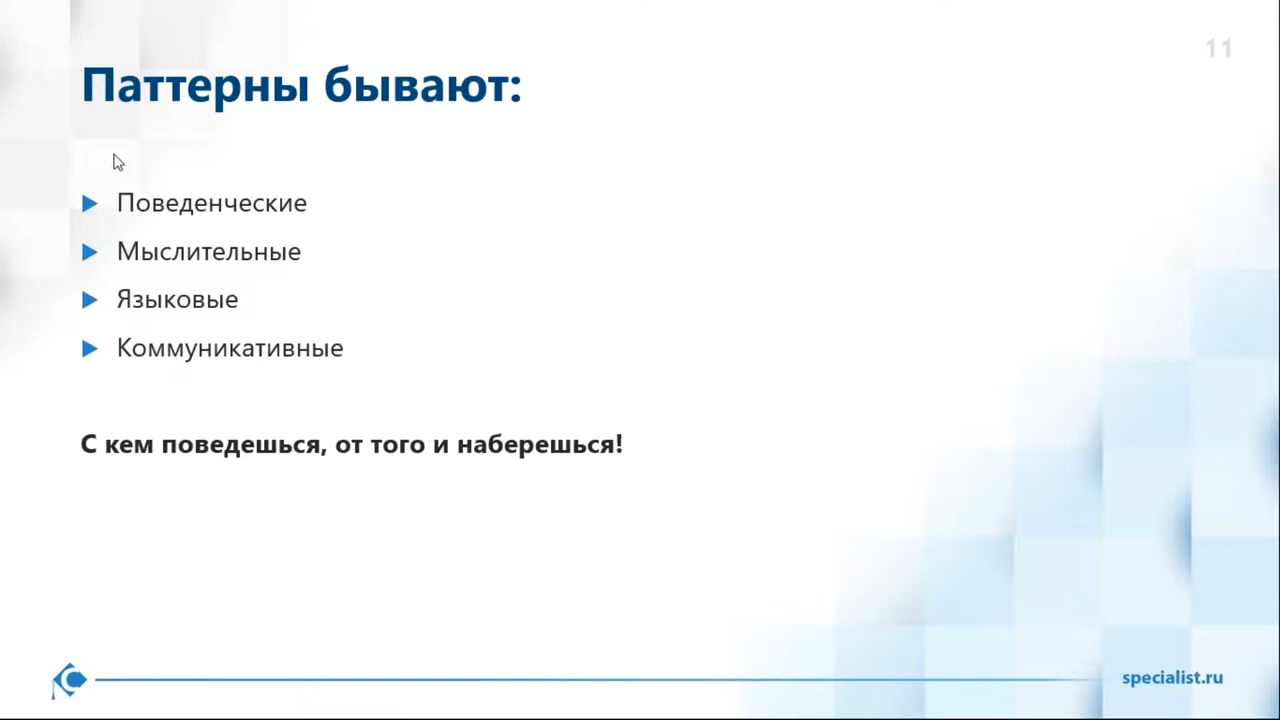 11
Паттерны бывают:
Поведенческие
Мыслительные
Языковые
Коммуникативные
С кем поведешься, от того и наберешься!
specialist.ru